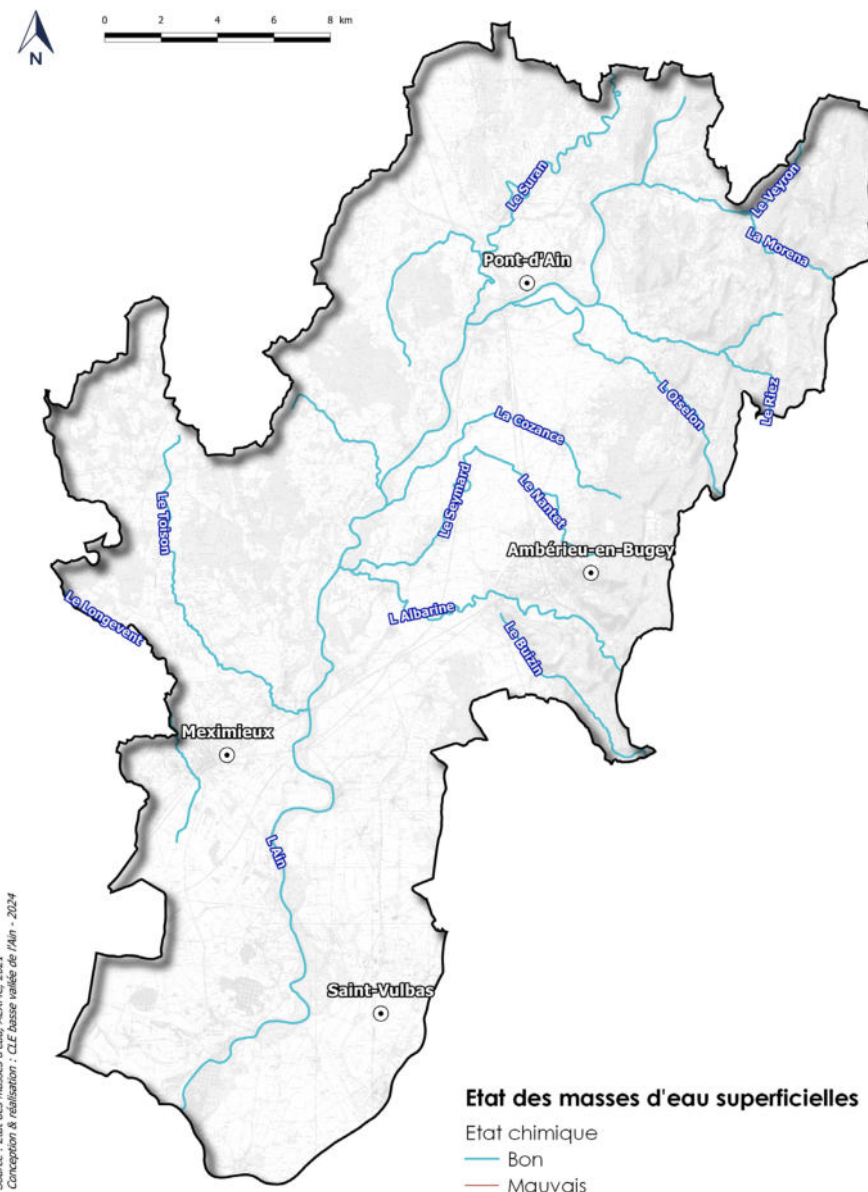 N
0 2 4 6 8 km
Le Suran
Le Veyron
La Morena
Pont-d'Ain
L Oiselon
Le Riez
La Cozance
Le Seymard
Le Nantet
Le Toison
Ambérieu-en-Bugey
Le Longevent
L Albarine
Le Buizin
Meximieux
L Ain
Saint-Vulbas
Conception & réalisation : CLE basse vallée de l'Ain - 2024
Etat des masses d'eau superficielles
Etat chimique
Bon
Mauvais